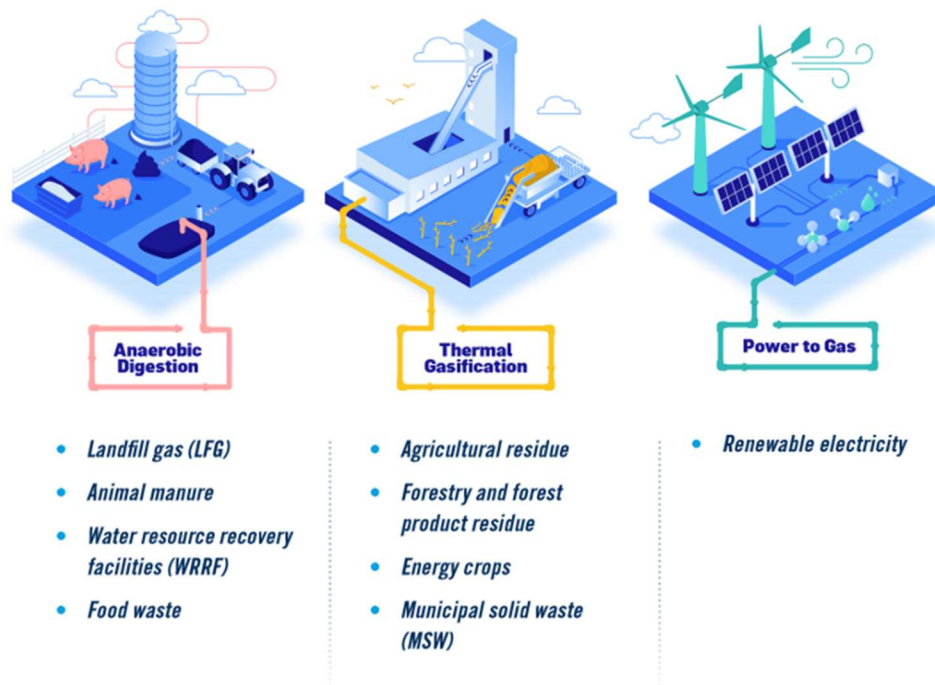 Anaerobic
Digestion
Thermal
Gasification
Power to Gas
Landfill gas (LFG)
Animal manure
Water resource recovery
facilities (WRRF)
Food waste
Agricultural residue
Forestry and forest
product residue
Energy crops
Municipal solid waste
(MSW)
Renewable electricity